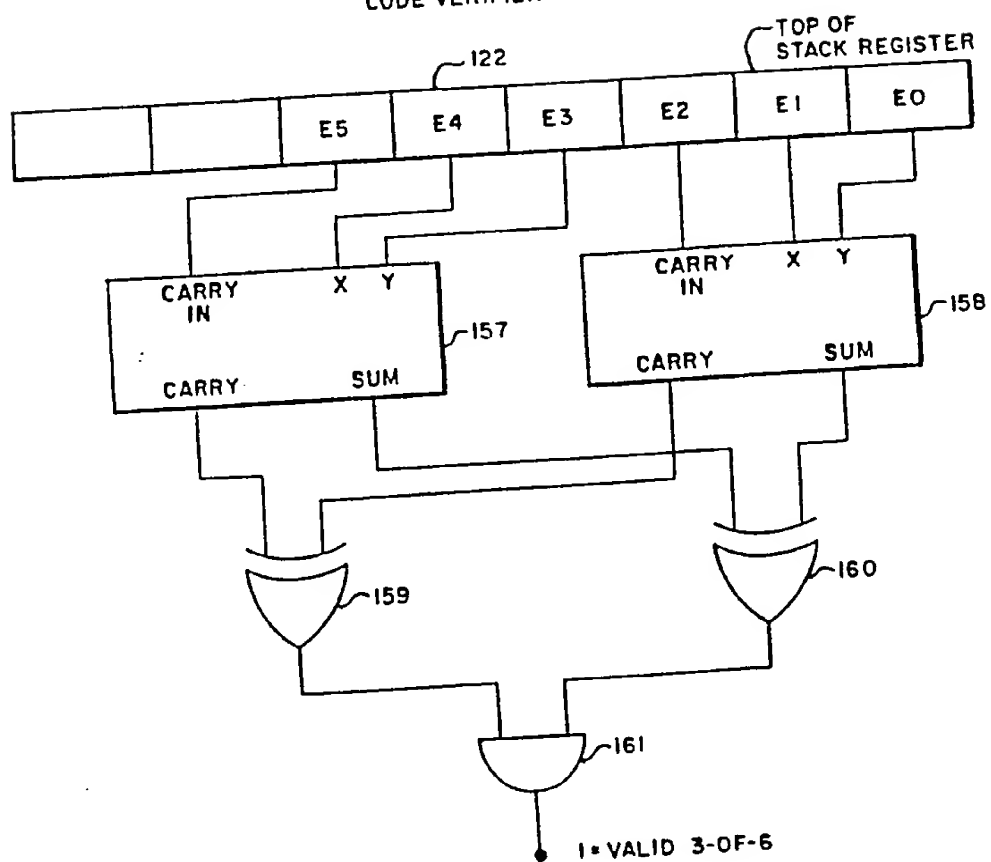 TOP OF
STACK REGISTER
122
E5 E4 E3 E2 E1 E0
CARRY
IN
X Y
157
CARRY SUM
CARRY
IN
X Y
158
CARRY SUM
159
160
161
1 = VALID 3-OF-6